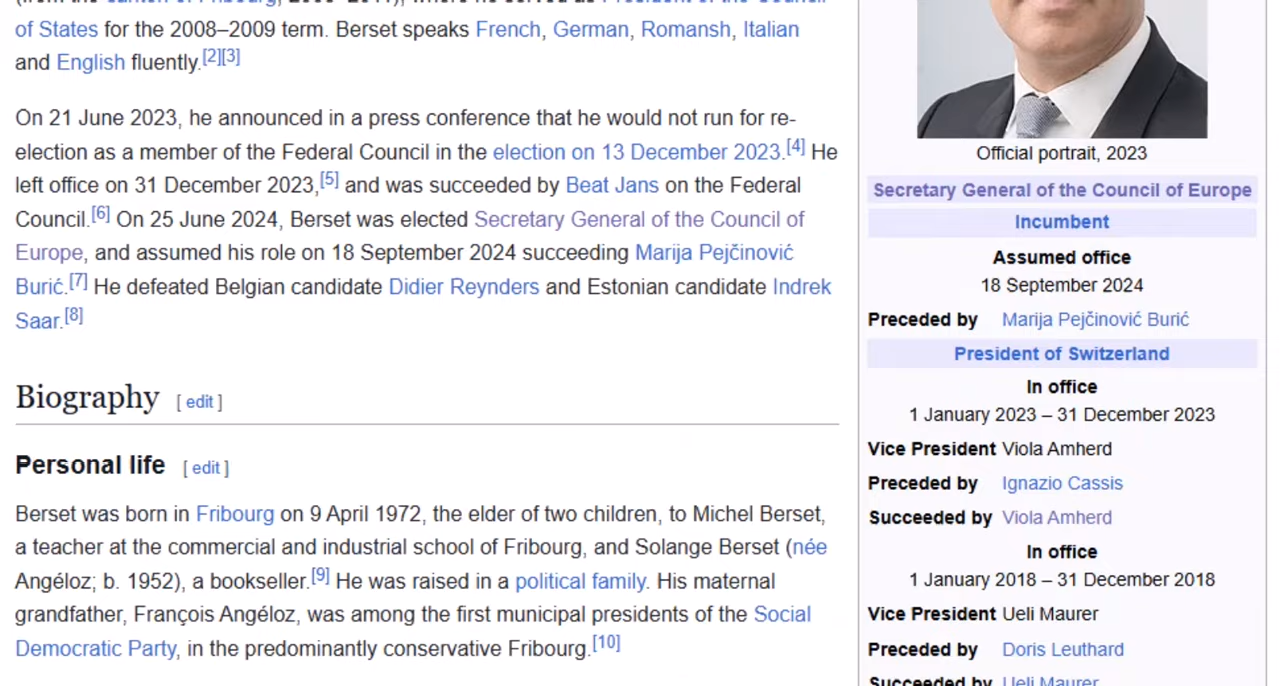 of States for the 2008–2009 term. Berset speaks French, German, Romansh, Italian
and English fluently.[2][3]
On 21 June 2023, he announced in a press conference that he would not run for re-
election as a member of the Federal Council in the election on 13 December 2023.[4] He
left office on 31 December 2023,[5] and was succeeded by Beat Jans on the Federal
Council.[6] On 25 June 2024, Berset was elected Secretary General of the Council of
Europe, and assumed his role on 18 September 2024 succeeding Marija Pejčinović
Burić.[7] He defeated Belgian candidate Didier Reynders and Estonian candidate Indrek
Saar.[8]
Biography [ edit ]
Personal life [ edit ]
Berset was born in Fribourg on 9 April 1972, the elder of two children, to Michel Berset,
a teacher at the commercial and industrial school of Fribourg, and Solange Berset (née
Angéloz; b. 1952), a bookseller.[9] He was raised in a political family. His maternal
grandfather, François Angéloz, was among the first municipal presidents of the Social
Democratic Party, in the predominantly conservative Fribourg.[10]
Official portrait, 2023
Secretary General of the Council of Europe
Incumbent
Assumed office
18 September 2024
Preceded by Marija Pejčinović Burić
President of Switzerland
In office
1 January 2023 – 31 December 2023
Vice President Viola Amherd
Preceded by Ignazio Cassis
Succeeded by Viola Amherd
In office
1 January 2018 – 31 December 2018
Vice President Ueli Maurer
Preceded by Doris Leuthard
Succeeded by Ueli Maurer